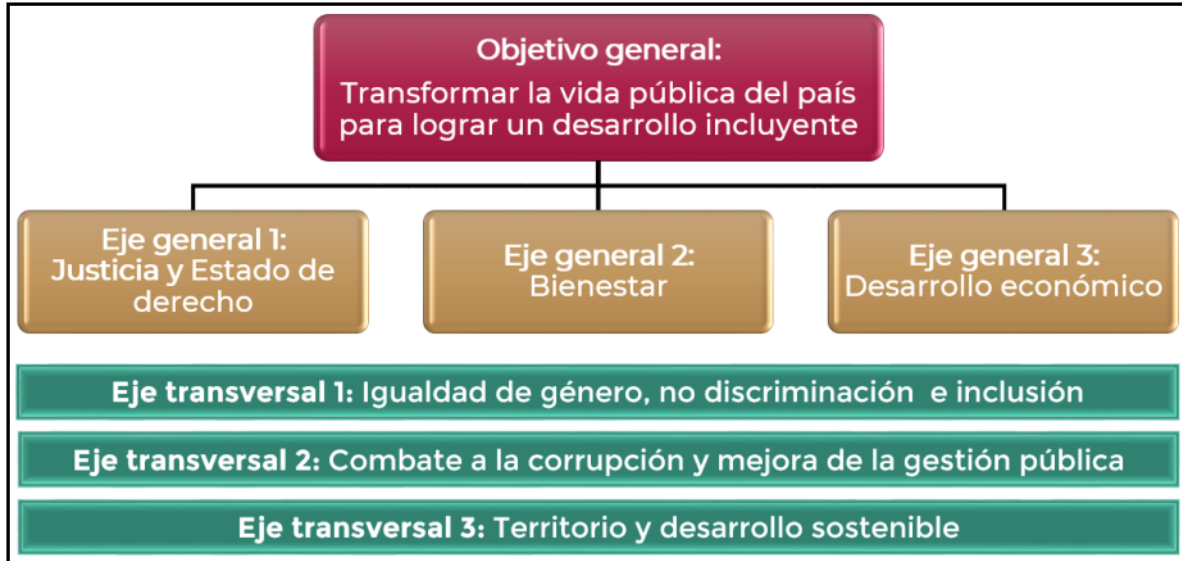 Objetivo general:
Transformar la vida pública del país
para lograr un desarrollo incluyente
Eje general 1:
Justicia y Estado de
derecho
Eje general 2:
Bienestar
Eje general 3:
Desarrollo económico
Eje transversal 1: Igualdad de género, no discriminación e inclusión
Eje transversal 2: Combate a la corrupción y mejora de la gestión pública
Eje transversal 3: Territorio y desarrollo sostenible